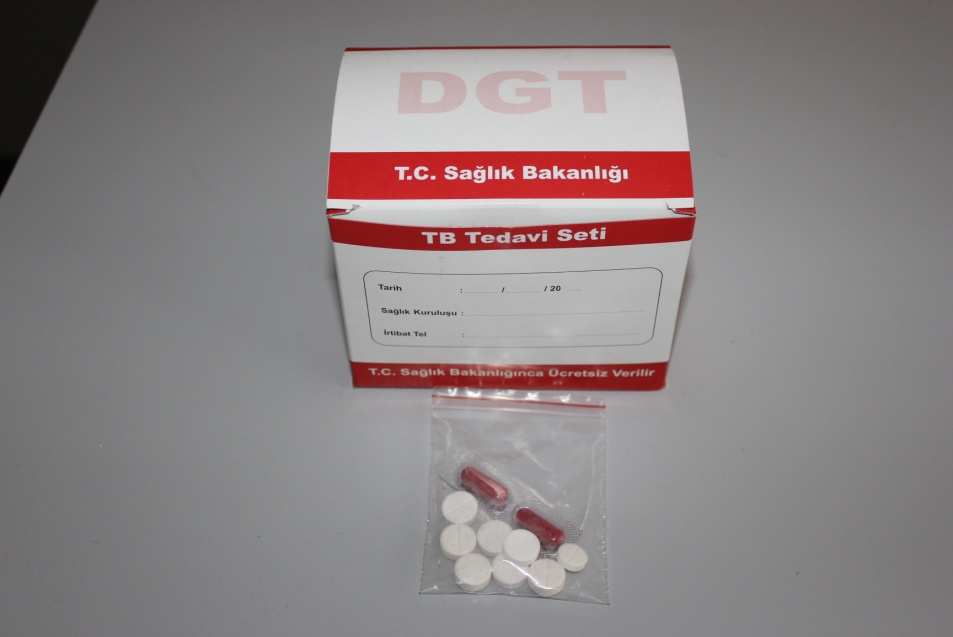 DGT
T.C. Sağlık Bakanlığı
TB Tedavi Seti
Tarih : ......../......../ 20 ....
Sağlık Kuruluşu :
İrtibat Tel :
T.C. Sağlık Bakanlığınca Ücretsiz Verilir